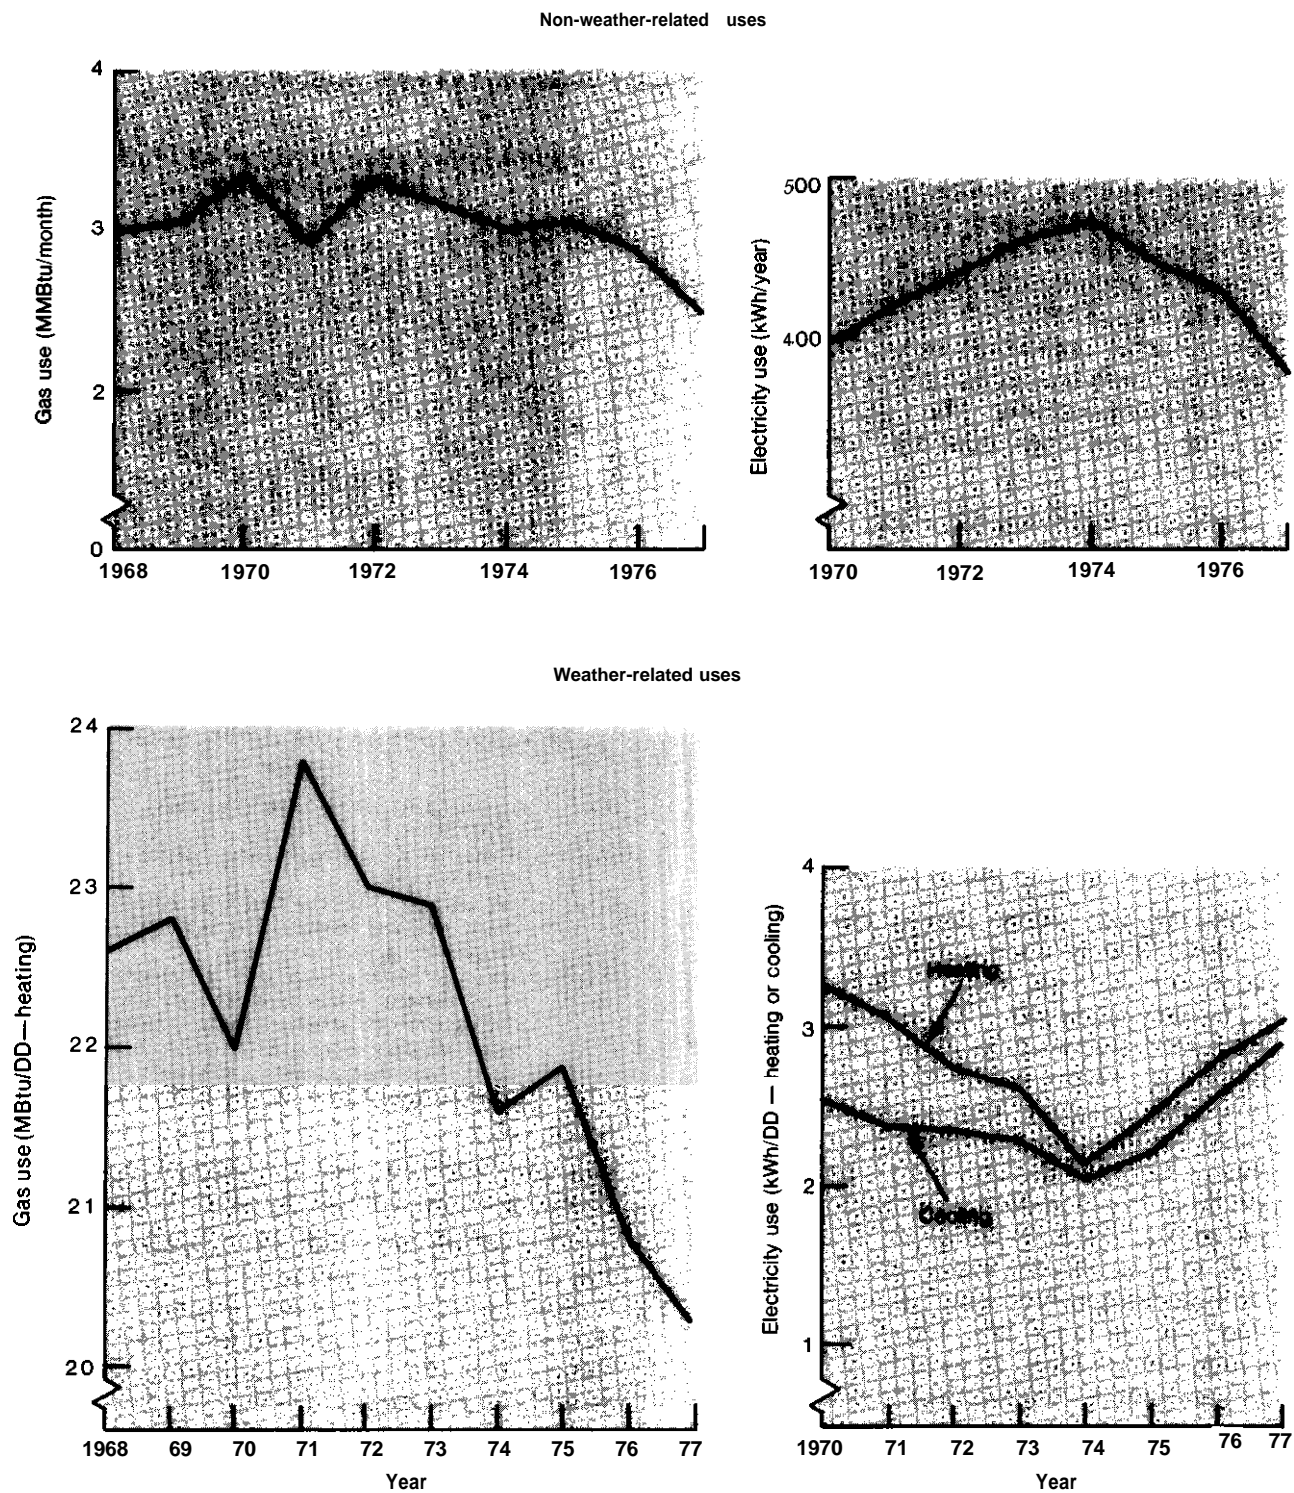 Non-weather-related uses
4
3
2
0
Gas use (MMBtu/month)
1968 1970 1972 1974 1976
500
400
Electricity use (kWh/year)
1970 1972 1974 1976
Weather-related uses
24
23
22
21
20
Gas use (MBtu/DD—heating)
1968 69 70 71 72 73 74 75 76 77
Year
4
3
2
1
Electricity use (kWh/DD — heating or cooling)
Heating
Cooling
1970 71 72 73 74 75 76 77
Year